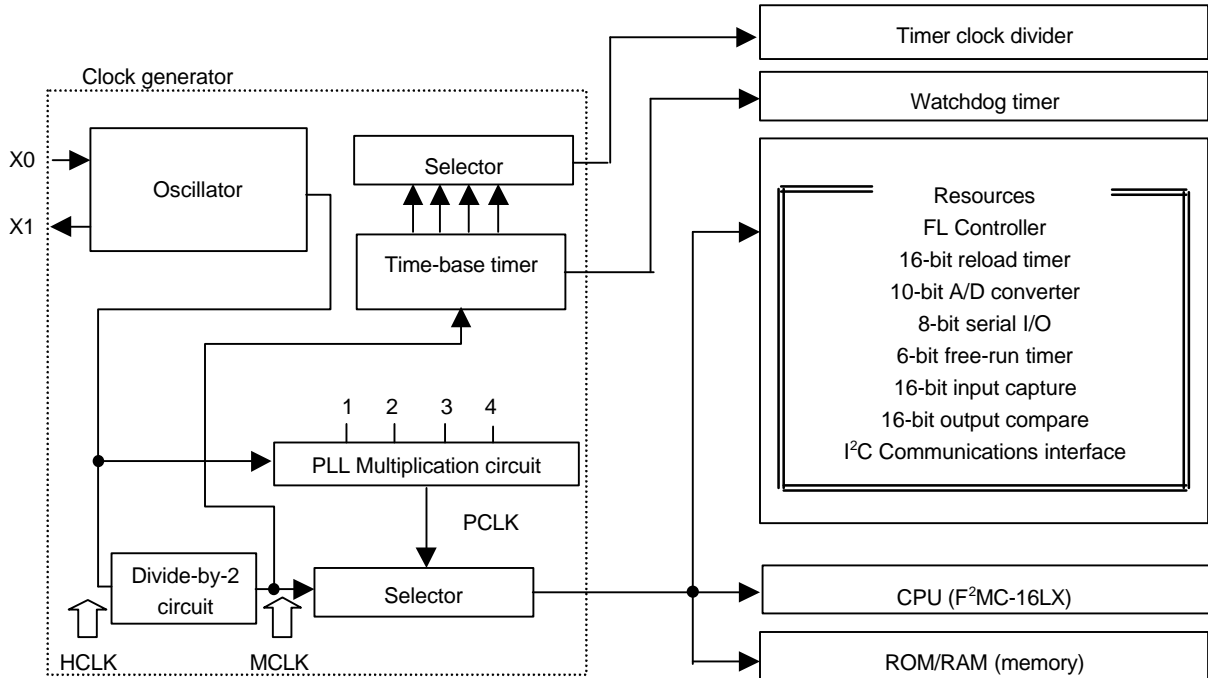 Timer clock divider
Clock generator
Watchdog timer
X0
X1
Oscillator
Selector
Time-base timer
Resources
FL Controller
16-bit reload timer
10-bit A/D converter
8-bit serial I/O
6-bit free-run timer
16-bit input capture
16-bit output compare
I²C Communications interface
1 2 3 4
PLL Multiplication circuit
PCLK
Divide-by-2
circuit
Selector
HCLK
MCLK
CPU (F²MC-16LX)
ROM/RAM (memory)